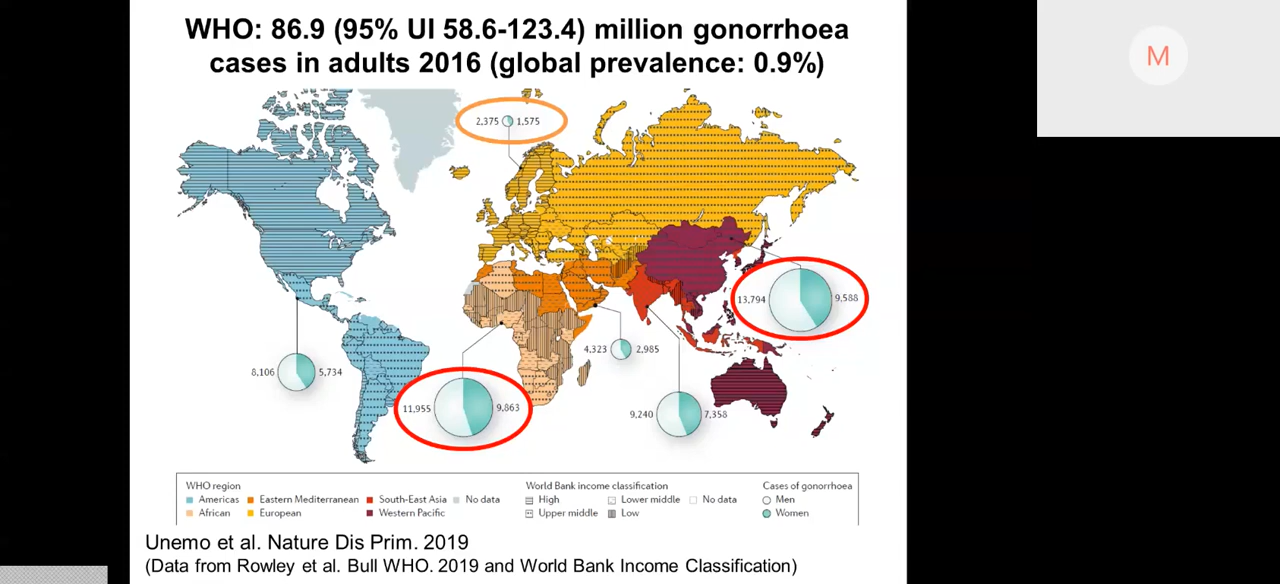 WHO: 86.9 (95% UI 58.6-123.4) million gonorrhoea
cases in adults 2016 (global prevalence: 0.9%)
M
2,375 1,575
13,794 9,588
4,323 2,985
8,106 5,734
11,955 9,863
9,240 7,358
WHO region
Americas Eastern Mediterranean South-East Asia No data
African European Western Pacific
World Bank income classification
High Lower middle No data
Upper middle Low
Cases of gonorrhoea
Men
Women
Unemo et al. Nature Dis Prim. 2019
(Data from Rowley et al. Bull WHO. 2019 and World Bank Income Classification)